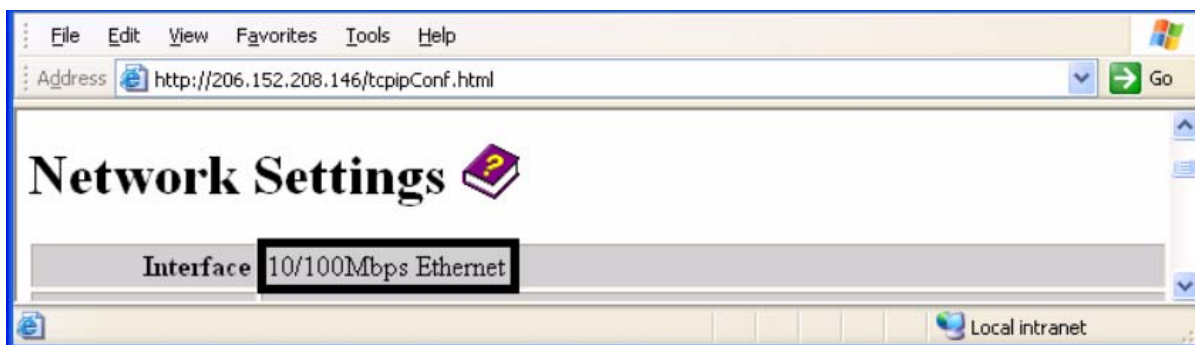 File Edit View Favorites Tools Help
Address http://206.152.208.146/tcpipConf.html Go
Network Settings ?
Interface 10/100Mbps Ethernet
Local intranet